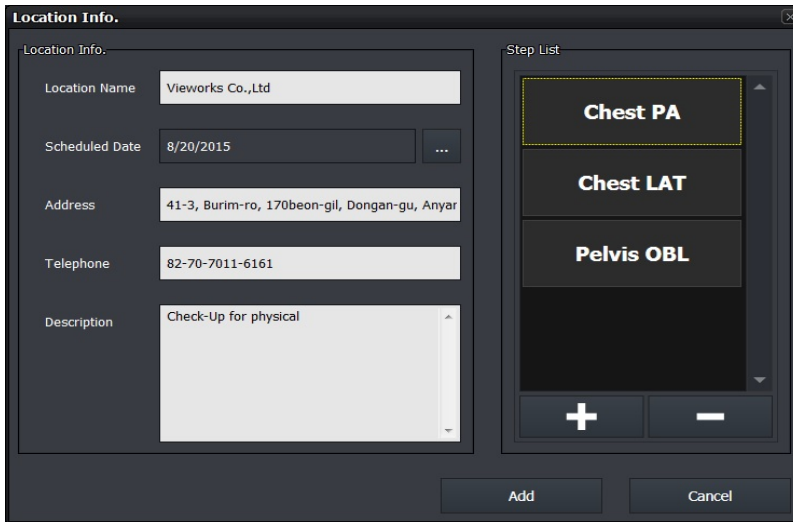 Location Info.
Location Info.
Location Name
Vieworks Co.,Ltd
Scheduled Date
8/20/2015
...
Address
41-3, Burim-ro, 170beon-gil, Dongan-gu, Anyar
Telephone
82-70-7011-6161
Description
Check-Up for physical
Step List
Chest PA
Chest LAT
Pelvis OBL
Add
Cancel